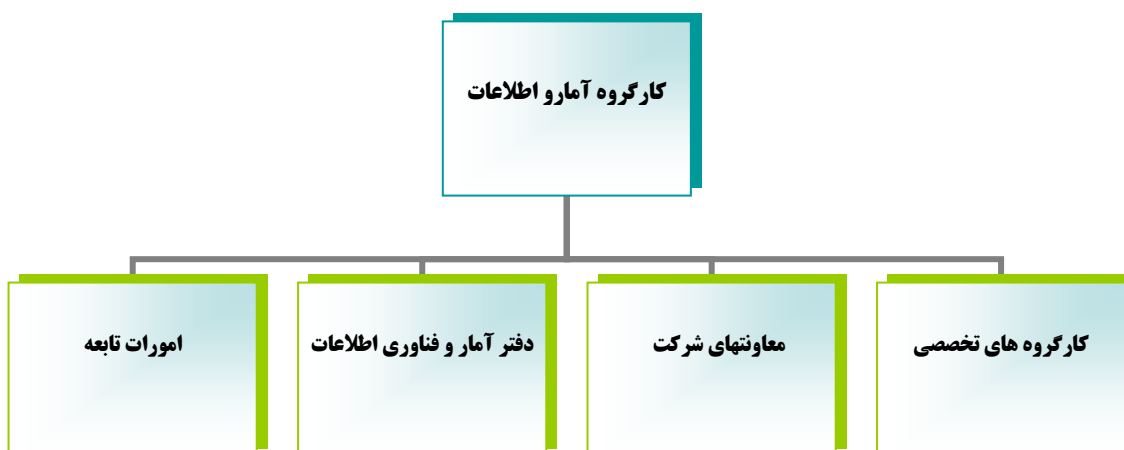 کارگروه آمارو اطلاعات
کارگروه های تخصصی
معاونتهای شرکت
دفتر آمار و فناوری اطلاعات
امورات تابعه